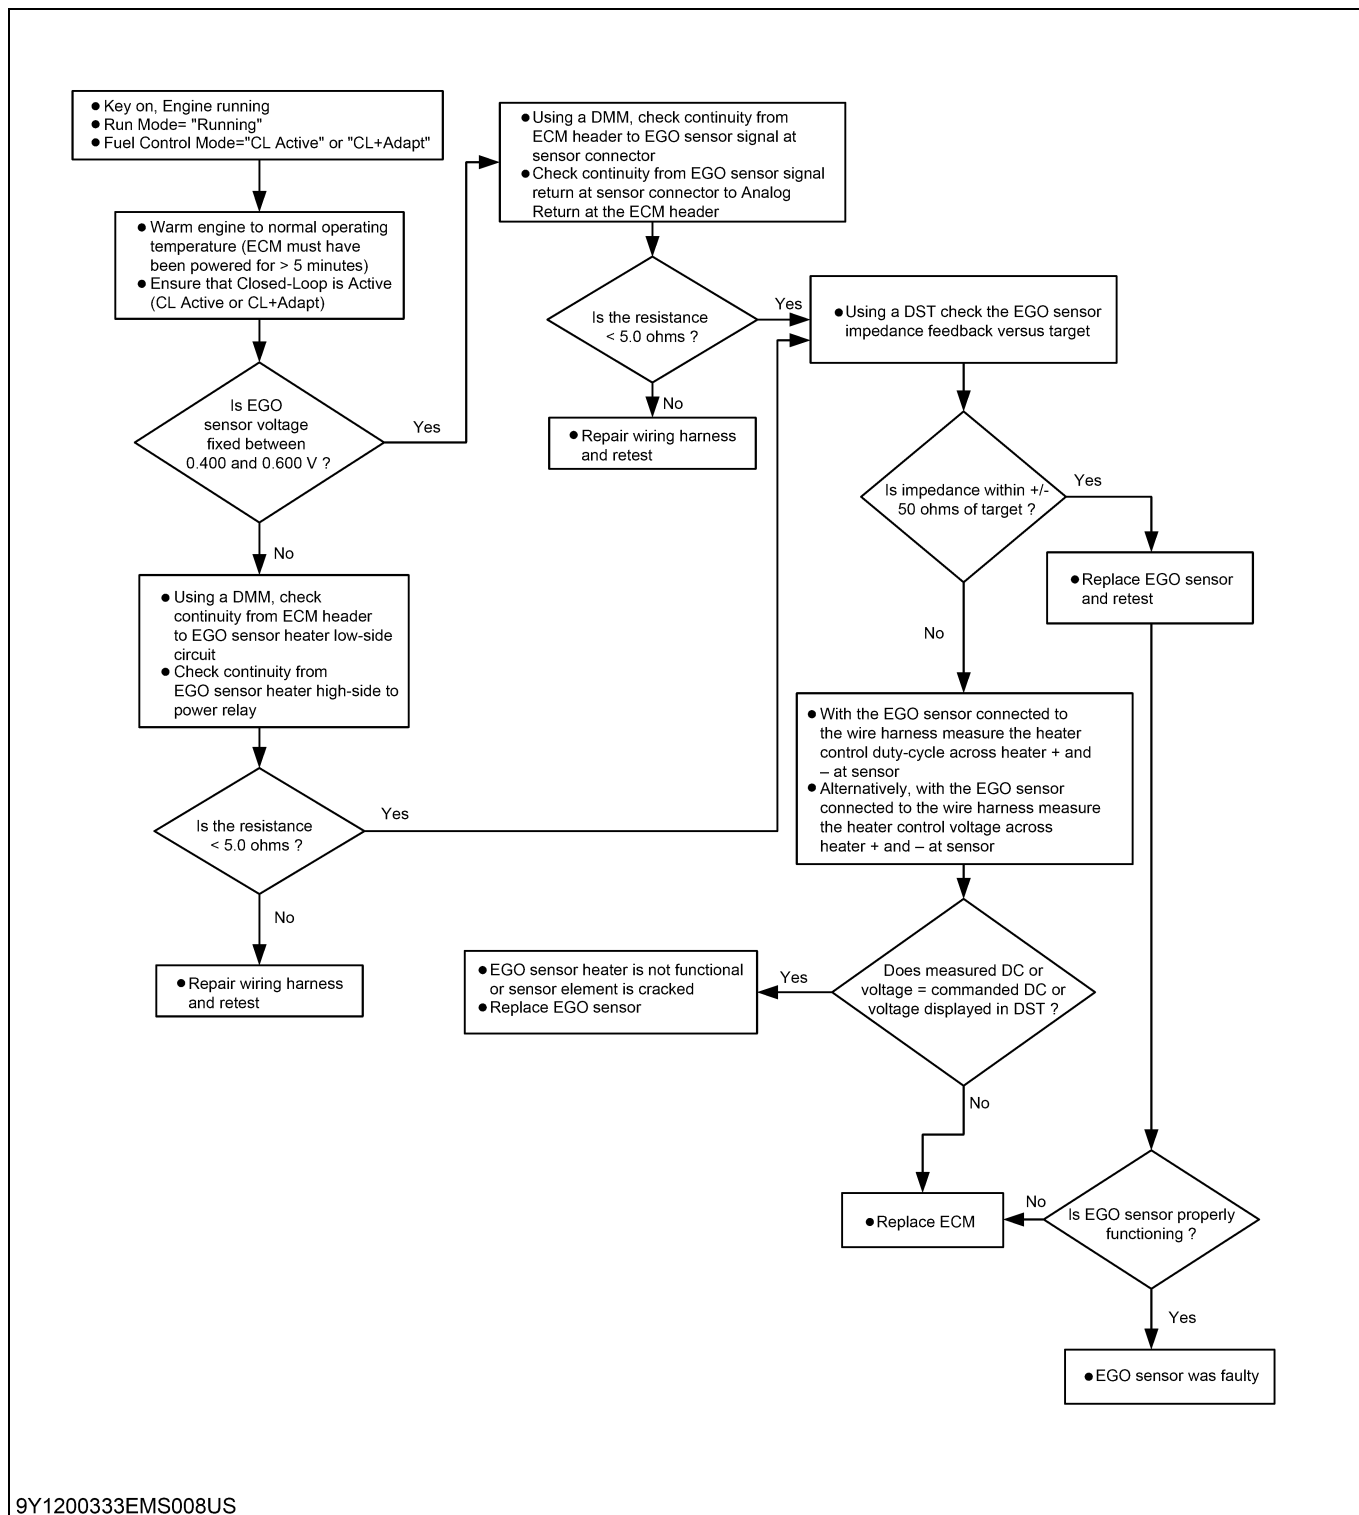 ● Key on, Engine running
● Run Mode= "Running"
● Fuel Control Mode="CL Active" or "CL+Adapt"
● Warm engine to normal operating
temperature (ECM must have
been powered for > 5 minutes)
● Ensure that Closed-Loop is Active
(CL Active or CL+Adapt)
Is EGO
sensor voltage
fixed between
0.400 and 0.600 V ?
Yes
No
● Using a DMM, check
continuity from ECM header
to EGO sensor heater low-side
circuit
● Check continuity from
EGO sensor heater high-side to
power relay
Is the resistance
< 5.0 ohms ?
Yes
No
● Repair wiring harness
and retest
● Using a DMM, check continuity from
ECM header to EGO sensor signal at
sensor connector
● Check continuity from EGO sensor signal
return at sensor connector to Analog
Return at the ECM header
Is the resistance
< 5.0 ohms ?
Yes
No
● Repair wiring harness
and retest
● Using a DST check the EGO sensor
impedance feedback versus target
Is impedance within +/-
50 ohms of target ?
Yes
No
● Replace EGO sensor
and retest
● With the EGO sensor connected to
the wire harness measure the heater
control duty-cycle across heater + and
– at sensor
● Alternatively, with the EGO sensor
connected to the wire harness measure
the heater control voltage across
heater + and – at sensor
Does measured DC or
voltage = commanded DC or
voltage displayed in DST ?
Yes
No
● EGO sensor heater is not functional
or sensor element is cracked
● Replace EGO sensor
● Replace ECM
Is EGO sensor properly
functioning ?
No
Yes
● EGO sensor was faulty
9Y1200333EMS008US